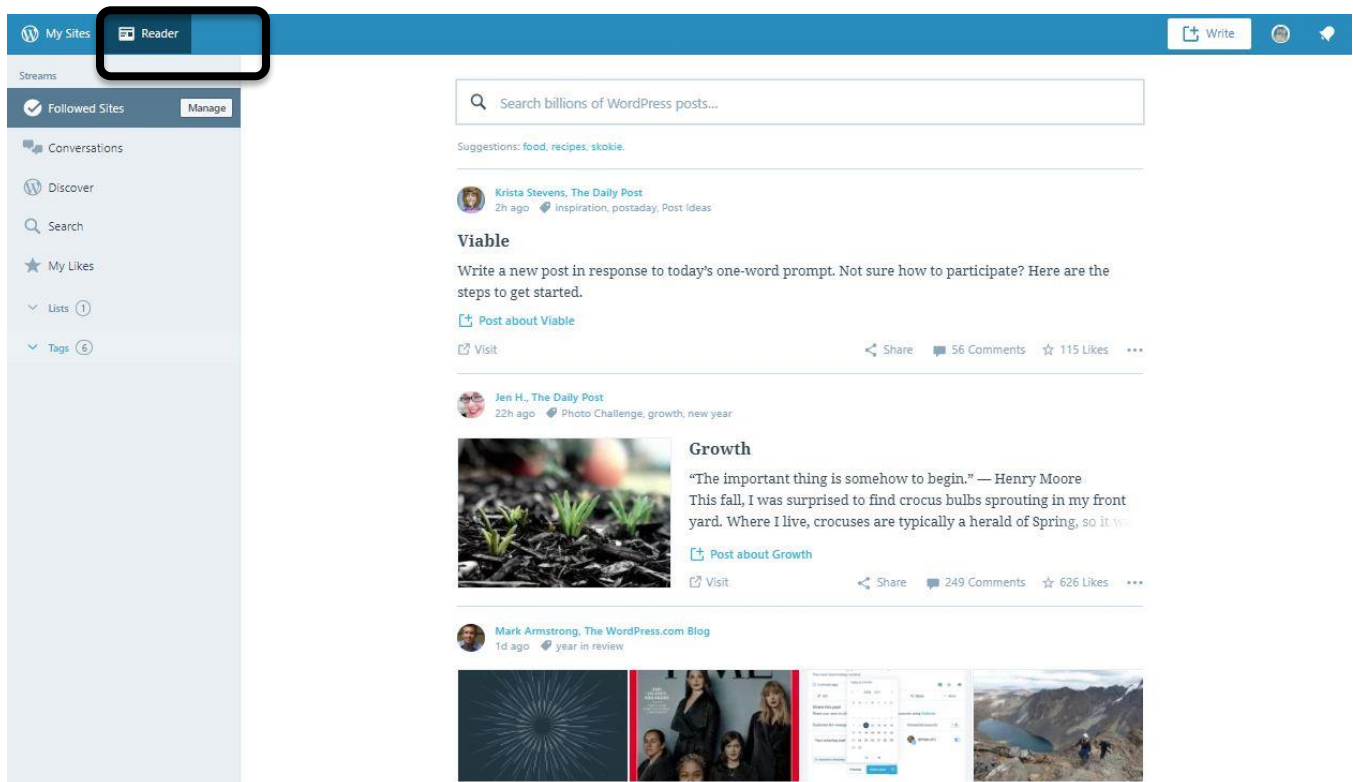 My Sites
Reader
Write
Streams
Followed Sites
Manage
Conversations
Discover
Search
My Likes
Lists 1
Tags 6
Search billions of WordPress posts...
Suggestions: food, recipes, skokie.
Krista Stevens, The Daily Post
2h ago inspiration, postaday, Post Ideas
Viable
Write a new post in response to today’s one-word prompt. Not sure how to participate? Here are the
steps to get started.
Post about Viable
Visit
Share 56 Comments 115 Likes
Jen H., The Daily Post
22h ago Photo Challenge, growth, new year
Growth
“The important thing is somehow to begin.” — Henry Moore
This fall, I was surprised to find crocus bulbs sprouting in my front
yard. Where I live, crocuses are typically a herald of Spring, so it
Post about Growth
Visit
Share 249 Comments 626 Likes
Mark Armstrong, The WordPress.com Blog
1d ago year in review